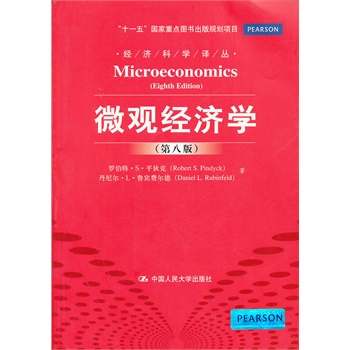 “十一五”国家重点图书出版规划项目
PEARSON
·经/济/科/学/译/丛·
Microeconomics
(Eighth Edition)
微观经济学
(第八版)
罗伯特·S·平狄克(Robert S. Pindyck)
丹尼尔·L·鲁宾费尔德(Daniel L. Rubinfeld)
著
中国人民大学出版社
PEARSON